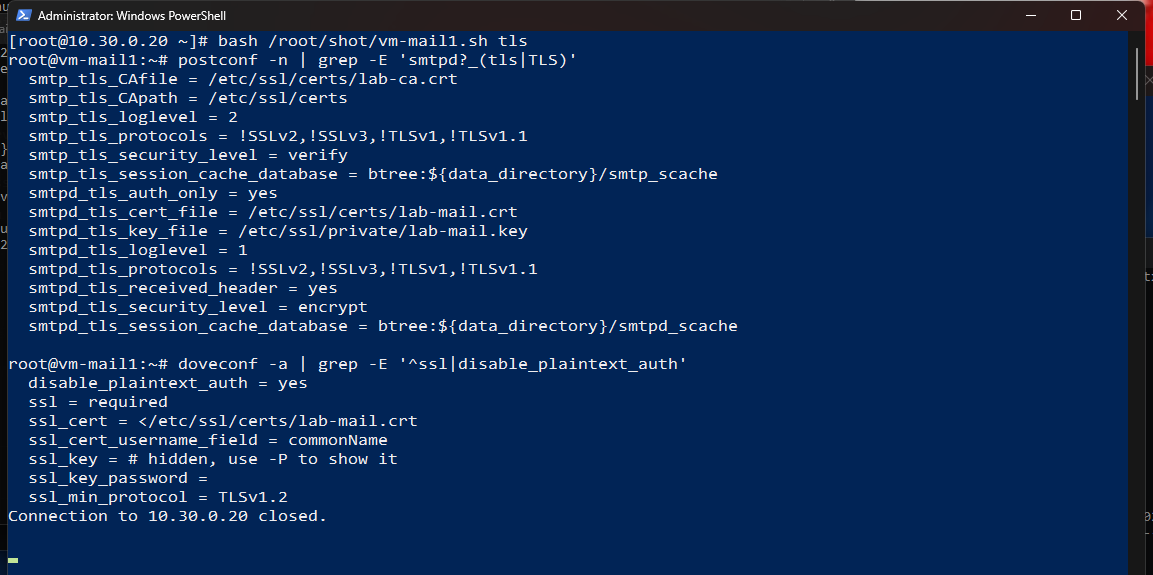 Administrator: Windows PowerShell
[root@10.30.0.20 ~]# bash /root/shot/vm-mail1.sh tls
root@vm-mail1:~# postconf -n | grep -E 'smtpd?_(tls|TLS)'
  smtp_tls_CAfile = /etc/ssl/certs/lab-ca.crt
  smtp_tls_CApath = /etc/ssl/certs
  smtp_tls_loglevel = 2
  smtp_tls_protocols = !SSLv2,!SSLv3,!TLSv1,!TLSv1.1
  smtp_tls_security_level = verify
  smtp_tls_session_cache_database = btree:${data_directory}/smtp_scache
  smtpd_tls_auth_only = yes
  smtpd_tls_cert_file = /etc/ssl/certs/lab-mail.crt
  smtpd_tls_key_file = /etc/ssl/private/lab-mail.key
  smtpd_tls_loglevel = 1
  smtpd_tls_protocols = !SSLv2,!SSLv3,!TLSv1,!TLSv1.1
  smtpd_tls_received_header = yes
  smtpd_tls_security_level = encrypt
  smtpd_tls_session_cache_database = btree:${data_directory}/smtpd_scache
root@vm-mail1:~# doveconf -a | grep -E '^ssl|disable_plaintext_auth'
  disable_plaintext_auth = yes
  ssl = required
  ssl_cert = </etc/ssl/certs/lab-mail.crt
  ssl_cert_username_field = commonName
  ssl_key = # hidden, use -P to show it
  ssl_key_password =
  ssl_min_protocol = TLSv1.2
Connection to 10.30.0.20 closed.